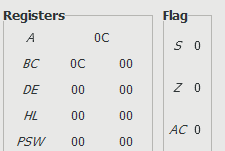 Registers Flag
A 0C
S 0
BC 0C 00
DE 00 00
Z 0
HL 00 00
AC 0
PSW 00 00